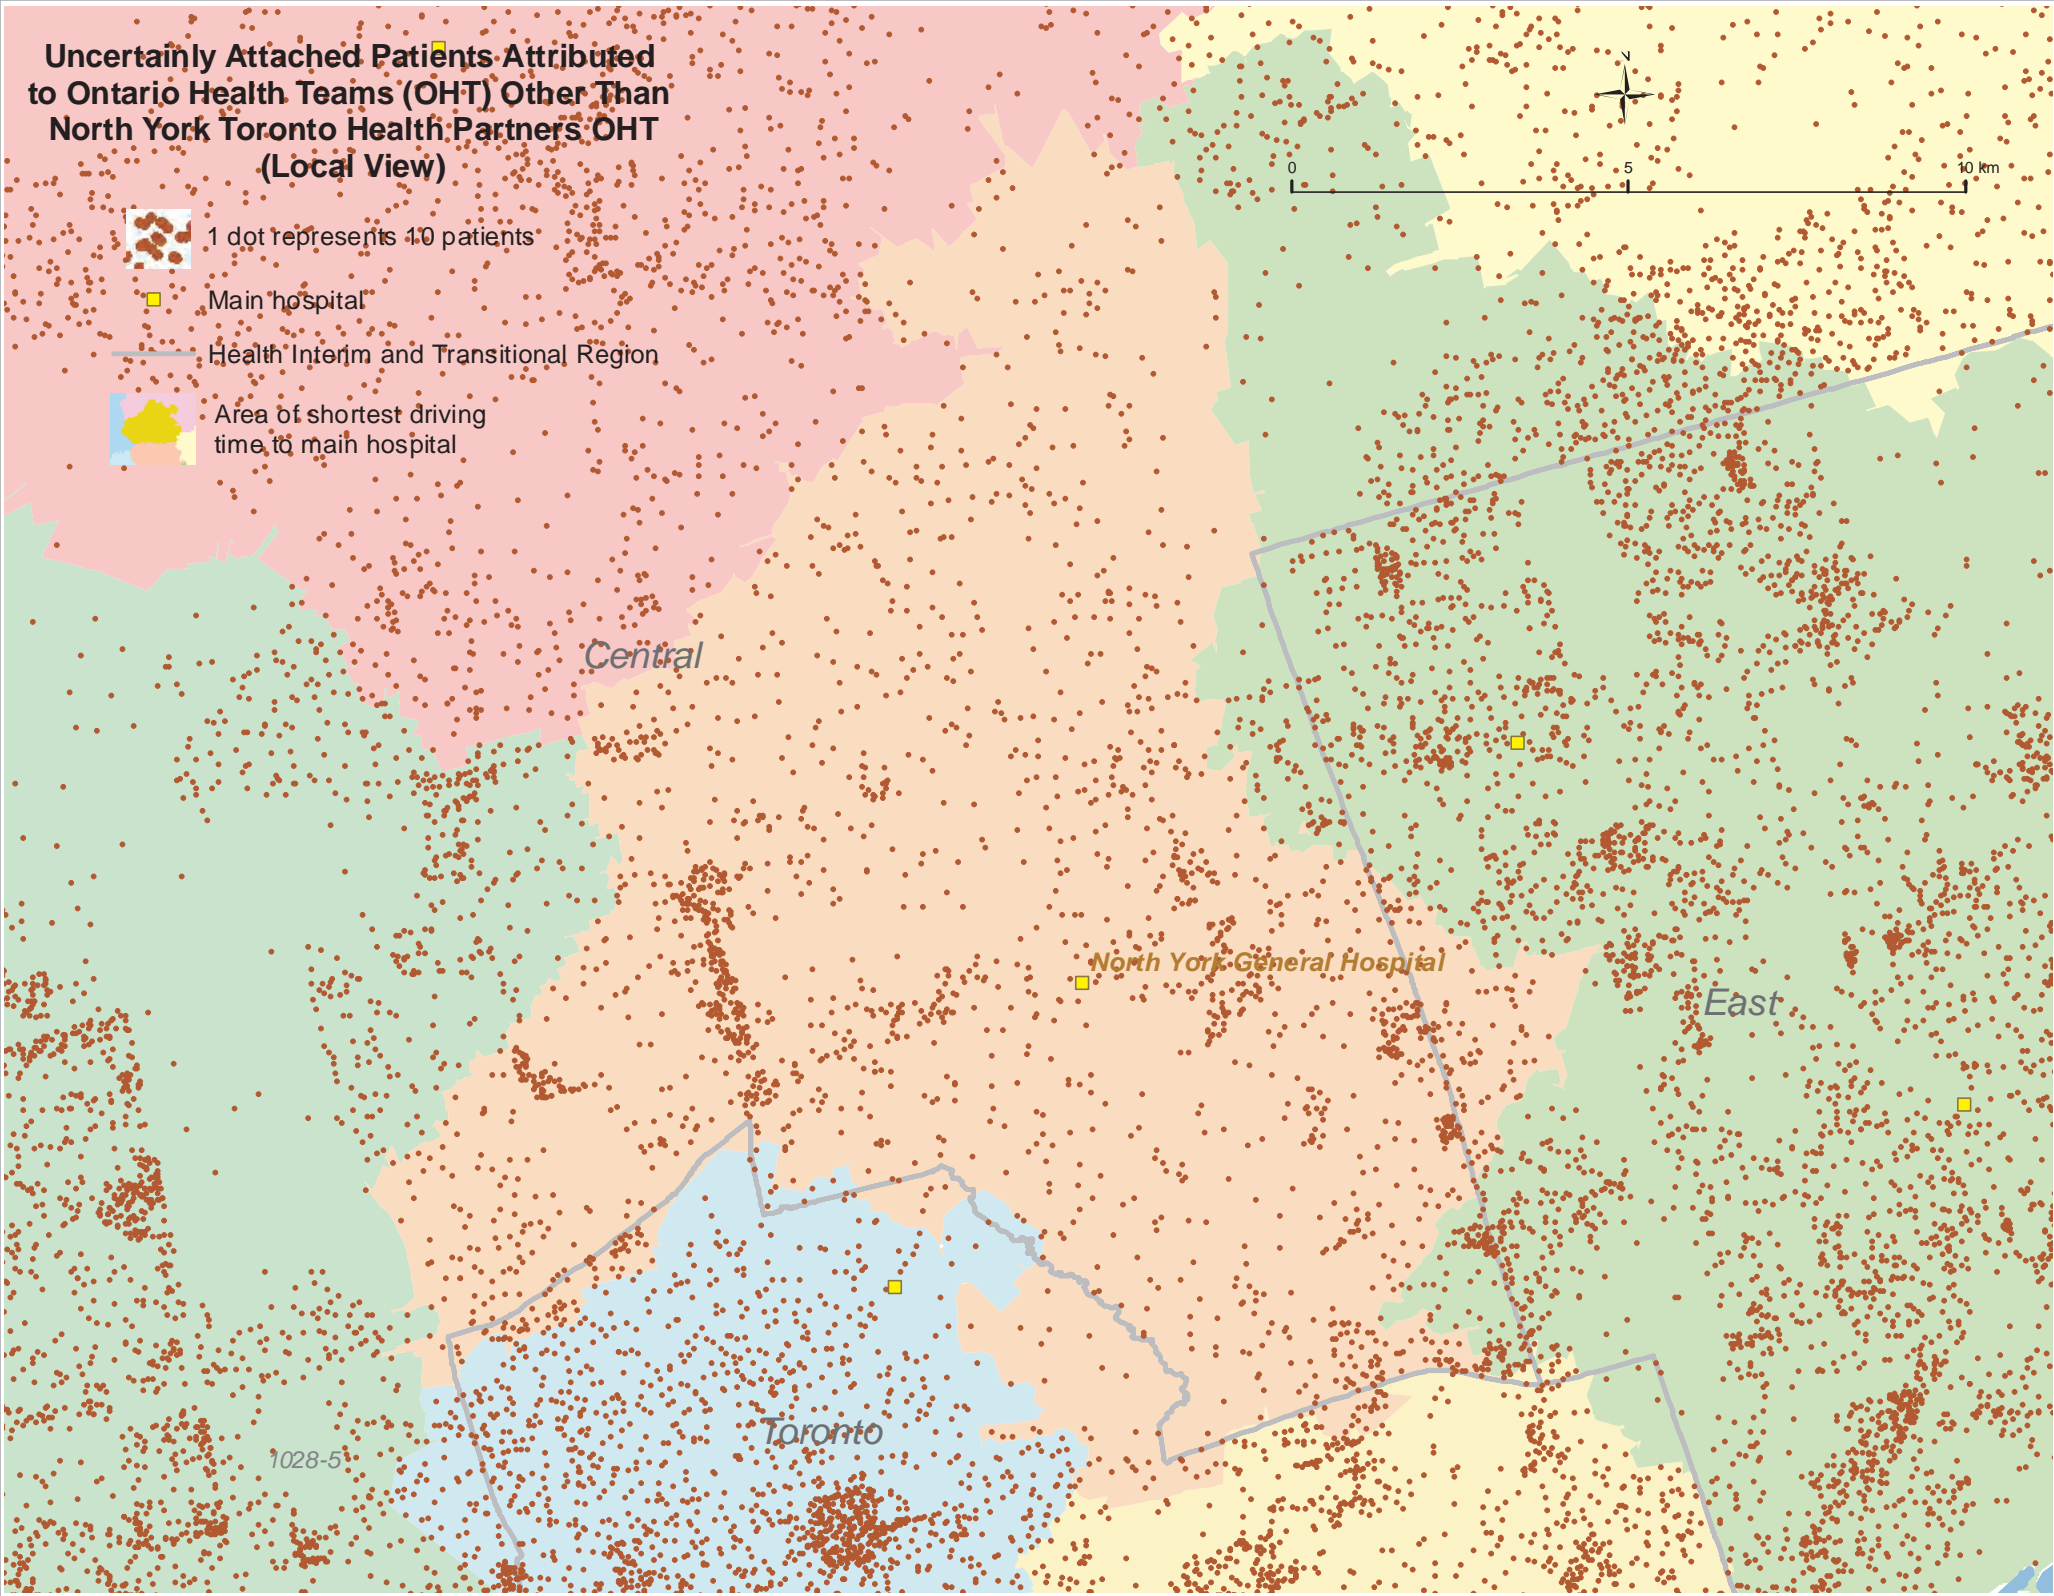 Uncertainly Attached Patients Attributed
to Ontario Health Teams (OHT) Other Than
North York Toronto Health Partners OHT
(Local View)
N
0 5 10 km
1 dot represents 10 patients
Main hospital
Health Interim and Transitional Region
Area of shortest driving
time to main hospital
Central
North York General Hospital
East
Toronto
1028-5